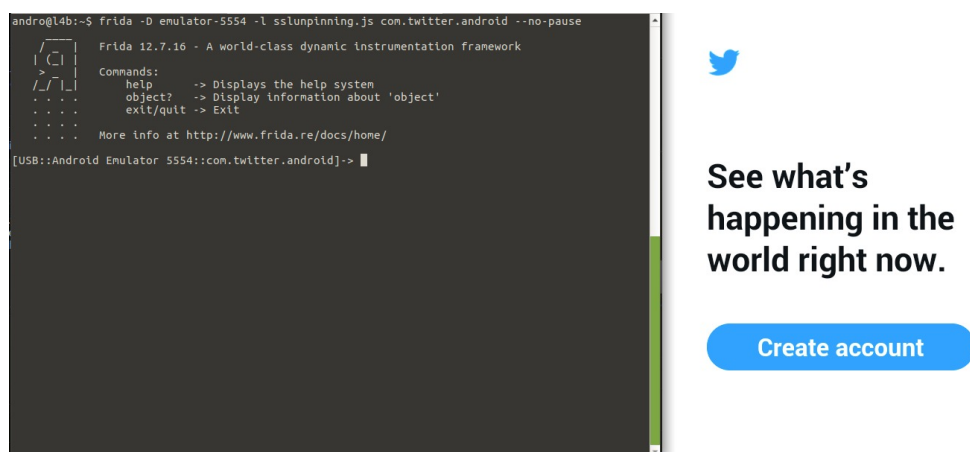 andro@l4b:~$ frida -D emulator-5554 -l sslunpinning.js com.twitter.android --no-pause
     ____
    / _  |   Frida 12.7.16 - A world-class dynamic instrumentation framework
   | (_| |
    > _  |   Commands:
   /_/ |_|       help      -> Displays the help system
   . . . .       object?   -> Display information about 'object'
   . . . .       exit/quit -> Exit
   . . . .
   . . . .   More info at http://www.frida.re/docs/home/
[USB::Android Emulator 5554::com.twitter.android]->
See what's
happening in the
world right now.
Create account